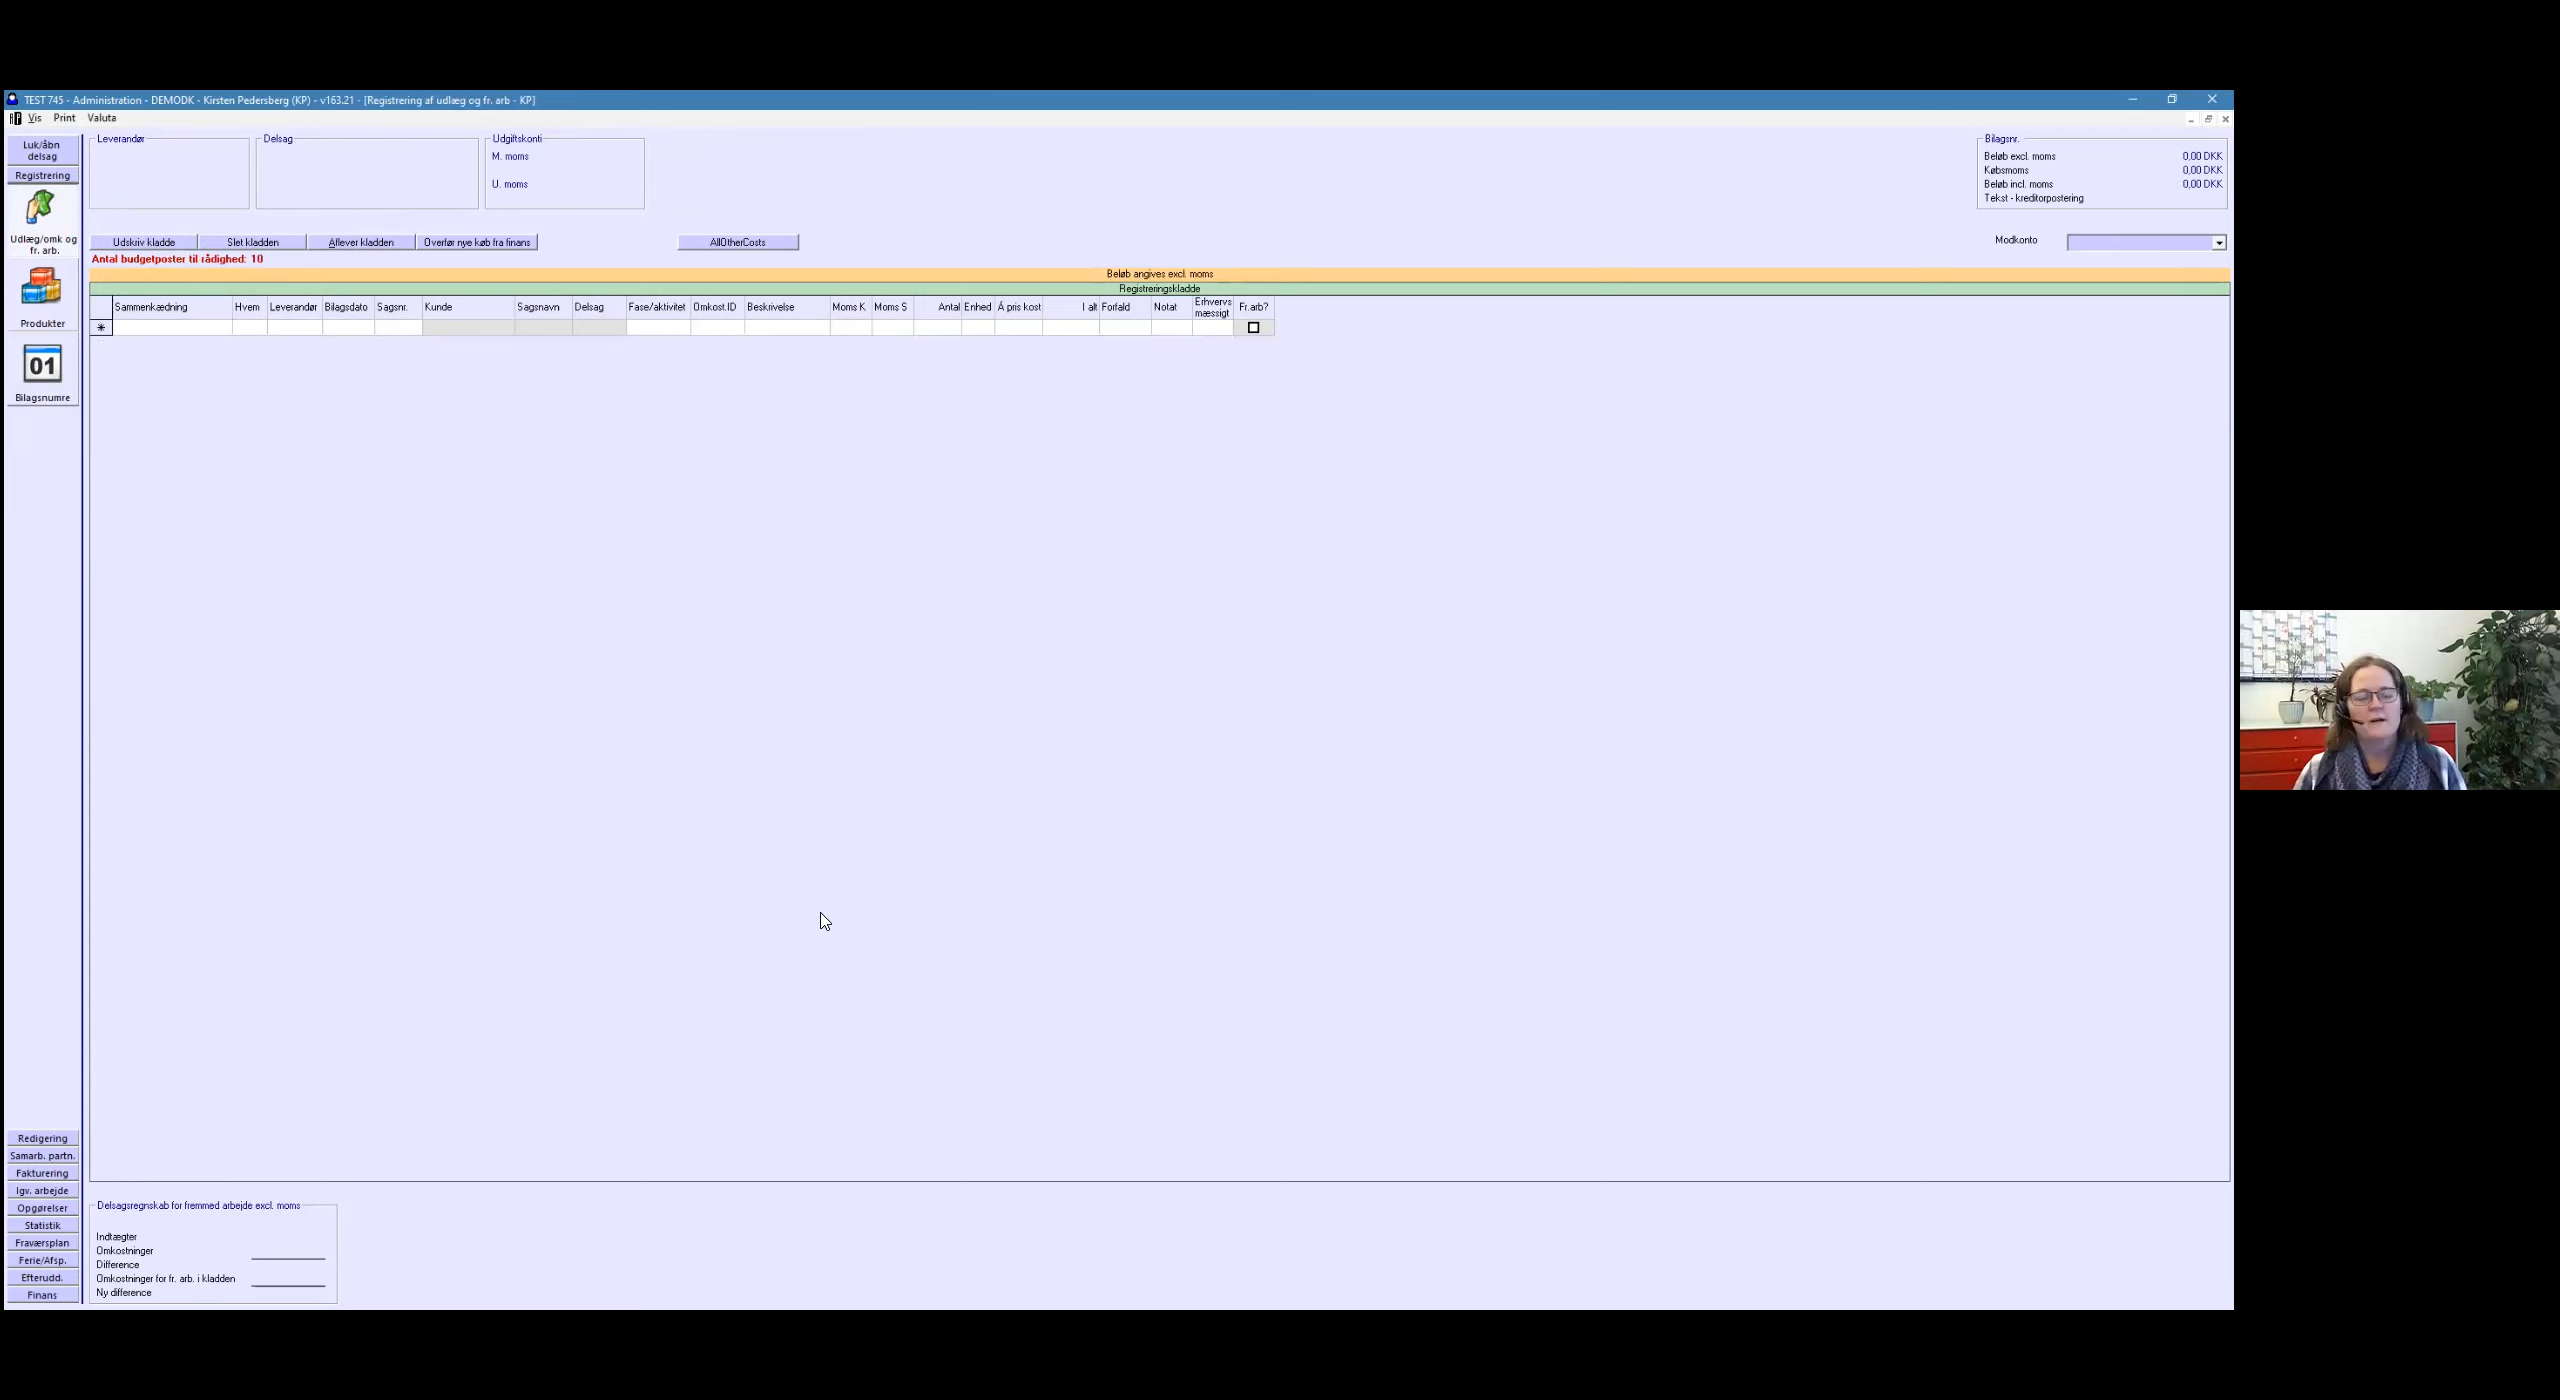 TEST 745 - Administration - DEMODK - Kirsten Pedersberg (KP) - v163.21 - [Registrering af udlæg og fr. arb - KP]
Vis Print Valuta
Luk/åbn
delsag
Registrering
Udlæg/omk og
fr. arb.
Produkter
01
Bilagsnumre
Leverandør
Delsag
Udgiftskonti
M. moms
U. moms
Bilagsnr.
Beløb excl. moms 0,00 DKK
Købsmoms 0,00 DKK
Beløb incl. moms 0,00 DKK
Tekst - kreditorpostering
Udskriv kladde Slet kladden Aflever kladden Overfør nye køb fra finans AllOtherCosts
Modkonto
Antal budgetposter til rådighed: 10
Beløb angives excl. moms
Registreringskladde
Sammenkædning Hvem Leverandør Bilagsdato Sagsnr. Kunde Sagsnavn Delsag Fase/aktivitet Omkost.ID Beskrivelse Moms K Moms S Antal Enhed Á pris kost I alt Forfald Notat Erhvervs mæssigt Fr.arb?
Redigering
Samarb. partn.
Fakturering
Igv. arbejde
Opgørelser
Statistik
Fraværsplan
Ferie/Afsp.
Efterudd.
Finans
Delsagsregnskab for fremmed arbejde excl. moms
Indtægter
Omkostninger
Difference
Omkostninger for fr. arb. i kladden
Ny difference